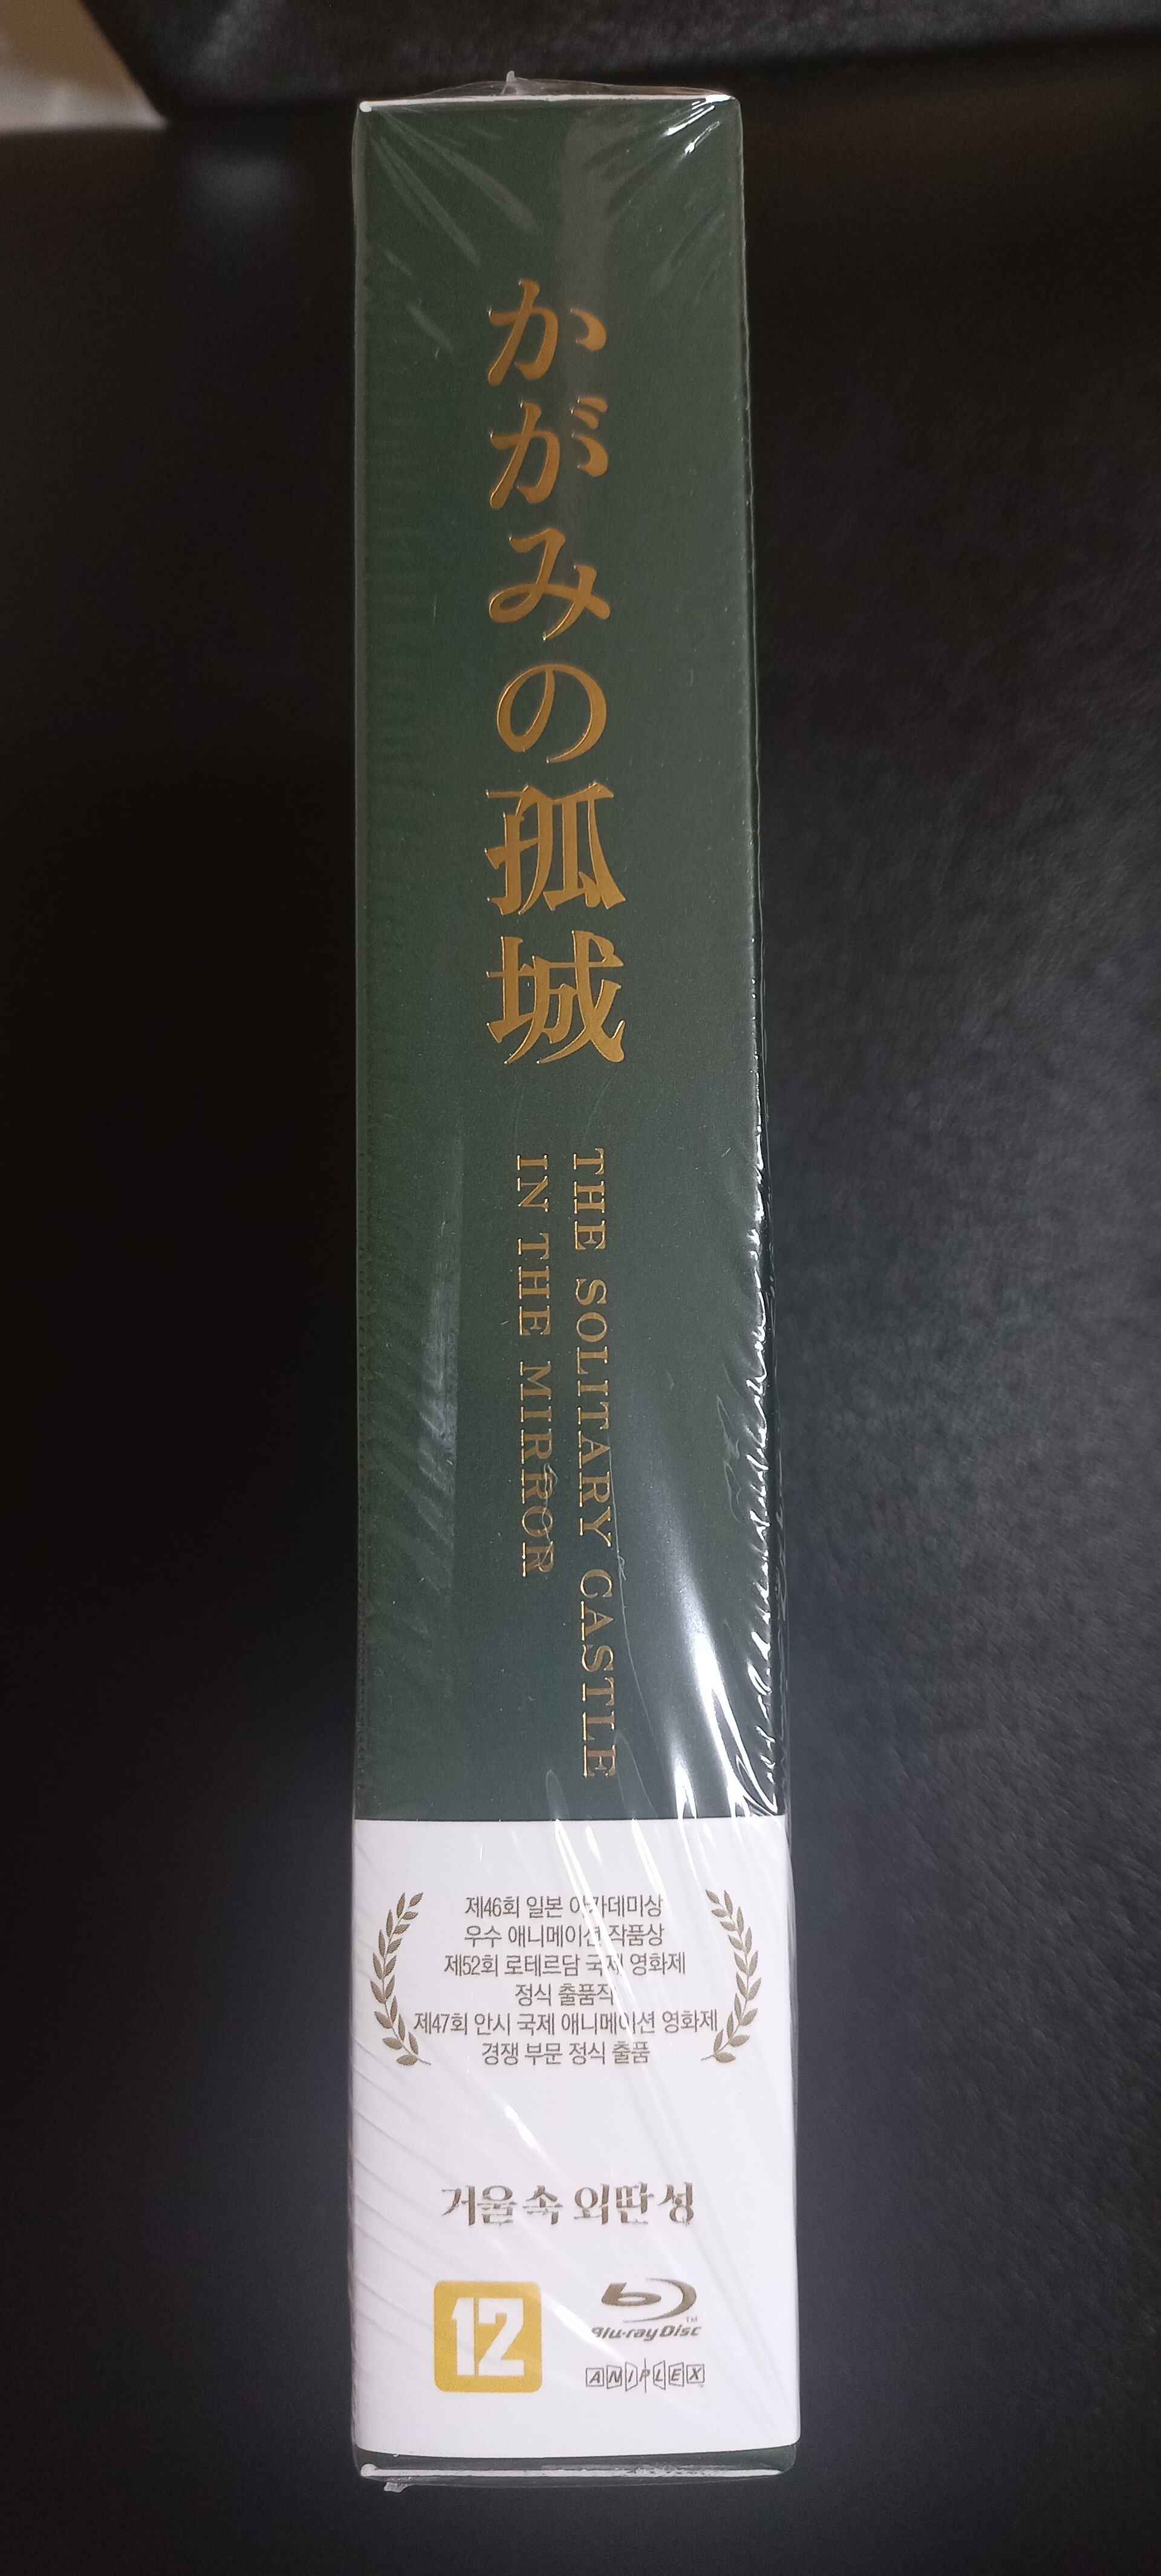 かがみの孤城
THE SOLITARY CASTLE
IN THE MIRROR
제46회 일본 아카데미상
우수 애니메이션 작품상
제52회 로테르담 국제 영화제
정식 출품작
제47회 안시 국제 애니메이션 영화제
경쟁 부문 정식 출품
거울 속 외딴 성
12
Blu-ray Disc
TM
ANIPLEX